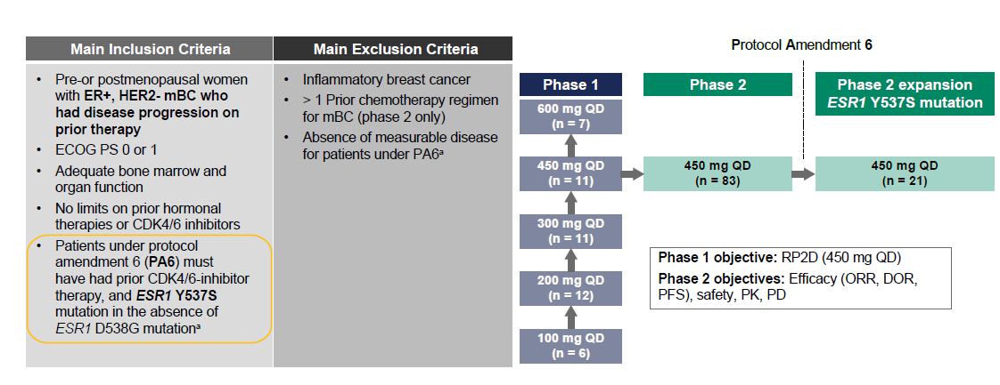 Main Inclusion Criteria
• Pre-or postmenopausal women
with ER+, HER2- mBC who
had disease progression on
prior therapy
• ECOG PS 0 or 1
• Adequate bone marrow and
organ function
• No limits on prior hormonal
therapies or CDK4/6 inhibitors
• Patients under protocol
amendment 6 (PA6) must
have had prior CDK4/6-inhibitor
therapy, and ESR1 Y537S
mutation in the absence of
ESR1 D538G mutationᵃ
Main Exclusion Criteria
• Inflammatory breast cancer
• > 1 Prior chemotherapy regimen
for mBC (phase 2 only)
• Absence of measurable disease
for patients under PA6ᵃ
Protocol Amendment 6
Phase 1
600 mg QD
(n = 7)
450 mg QD
(n = 11)
300 mg QD
(n = 11)
200 mg QD
(n = 12)
100 mg QD
(n = 6)
Phase 2
450 mg QD
(n = 83)
Phase 2 expansion
ESR1 Y537S mutation
450 mg QD
(n = 21)
Phase 1 objective: RP2D (450 mg QD)
Phase 2 objectives: Efficacy (ORR, DOR,
PFS), safety, PK, PD